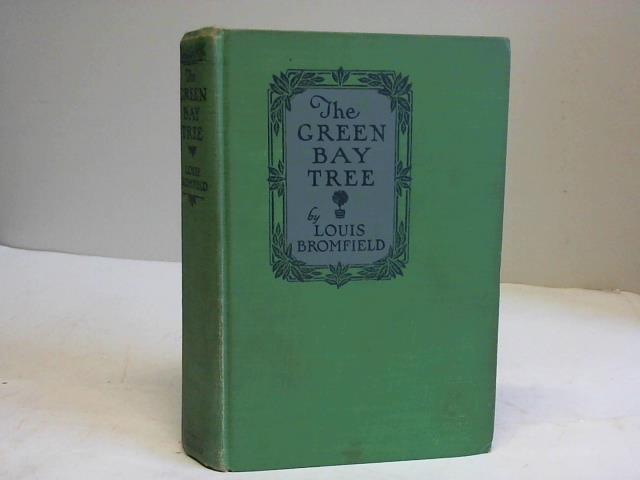 The
GREEN
BAY
TREE
LOUIS
BROMFIELD
The
GREEN
BAY
TREE
by
LOUIS
BROMFIELD